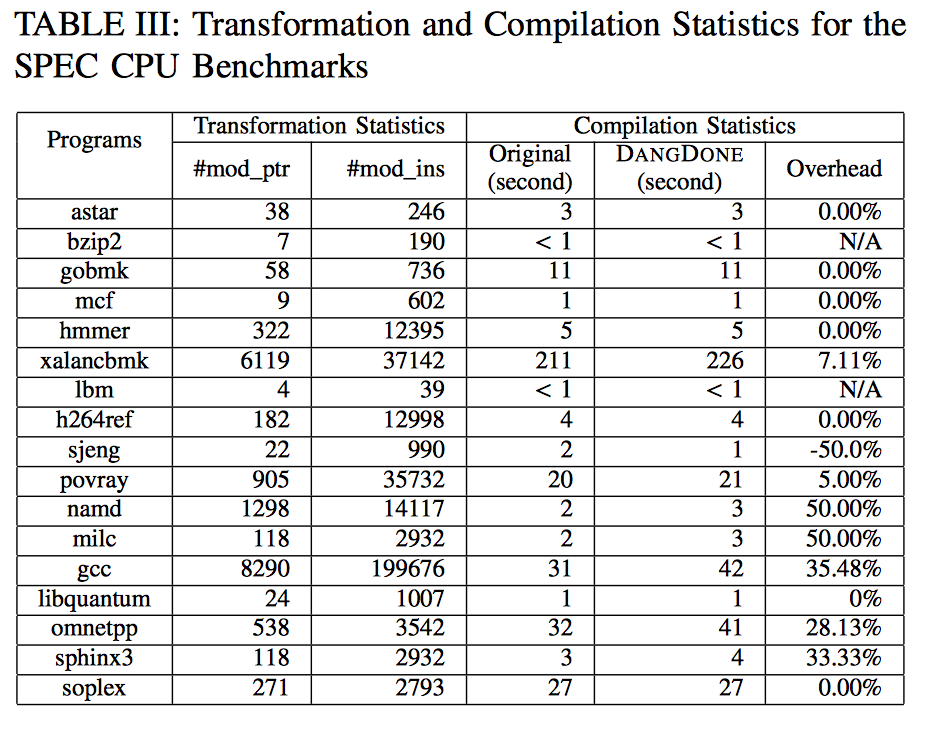 TABLE III: Transformation and Compilation Statistics for the
SPEC CPU Benchmarks
Programs Transformation Statistics Compilation Statistics
#mod_ptr #mod_ins Original (second) DANGDONE (second) Overhead
astar 38 246 3 3 0.00%
bzip2 7 190 < 1 < 1 N/A
gobmk 58 736 11 11 0.00%
mcf 9 602 1 1 0.00%
hmmer 322 12395 5 5 0.00%
xalancbmk 6119 37142 211 226 7.11%
lbm 4 39 < 1 < 1 N/A
h264ref 182 12998 4 4 0.00%
sjeng 22 990 2 1 -50.0%
povray 905 35732 20 21 5.00%
namd 1298 14117 2 3 50.00%
milc 118 2932 2 3 50.00%
gcc 8290 199676 31 42 35.48%
libquantum 24 1007 1 1 0%
omnetpp 538 3542 32 41 28.13%
sphinx3 118 2932 3 4 33.33%
soplex 271 2793 27 27 0.00%